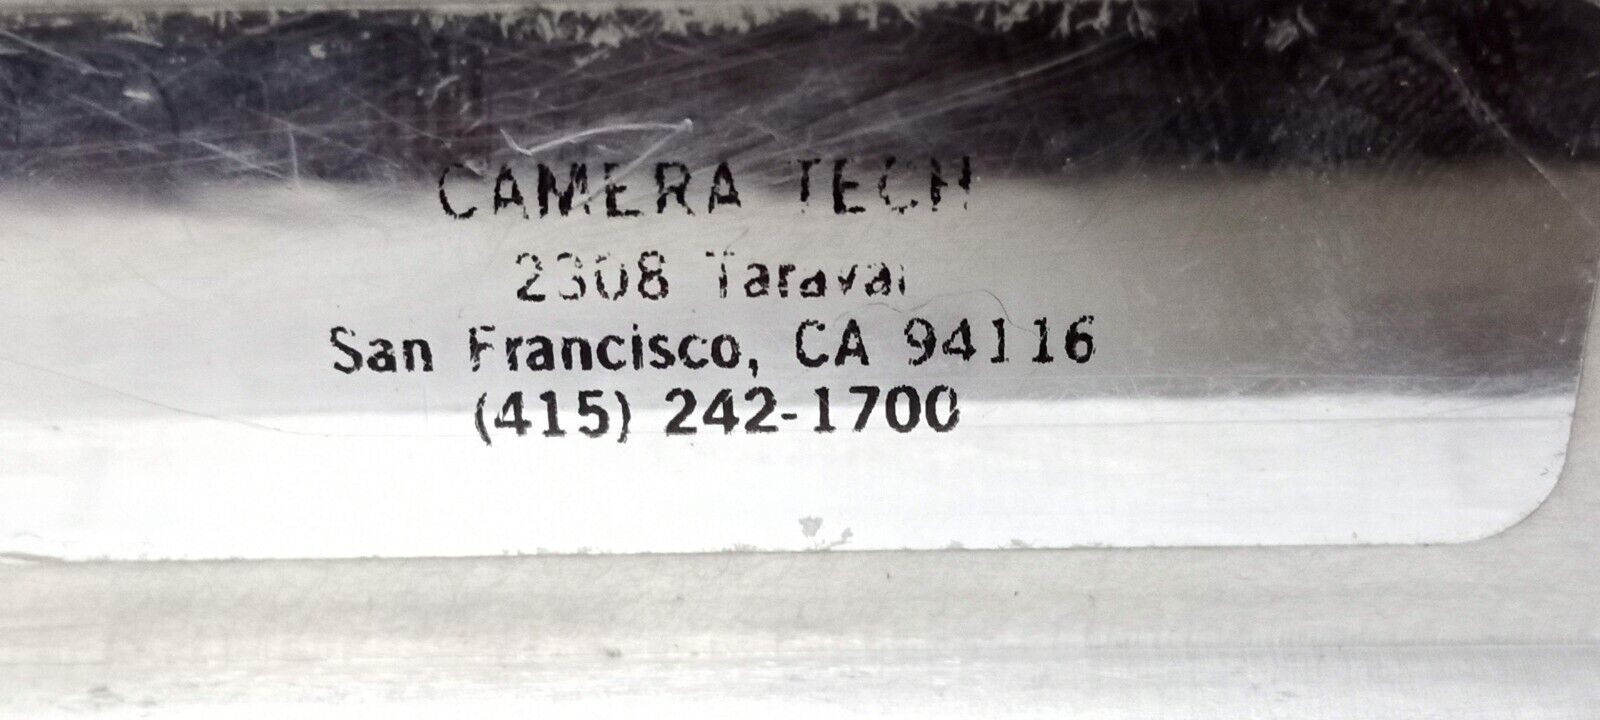 CAMERA TECH
2308 Taraval
San Francisco, CA 94116
(415) 242-1700